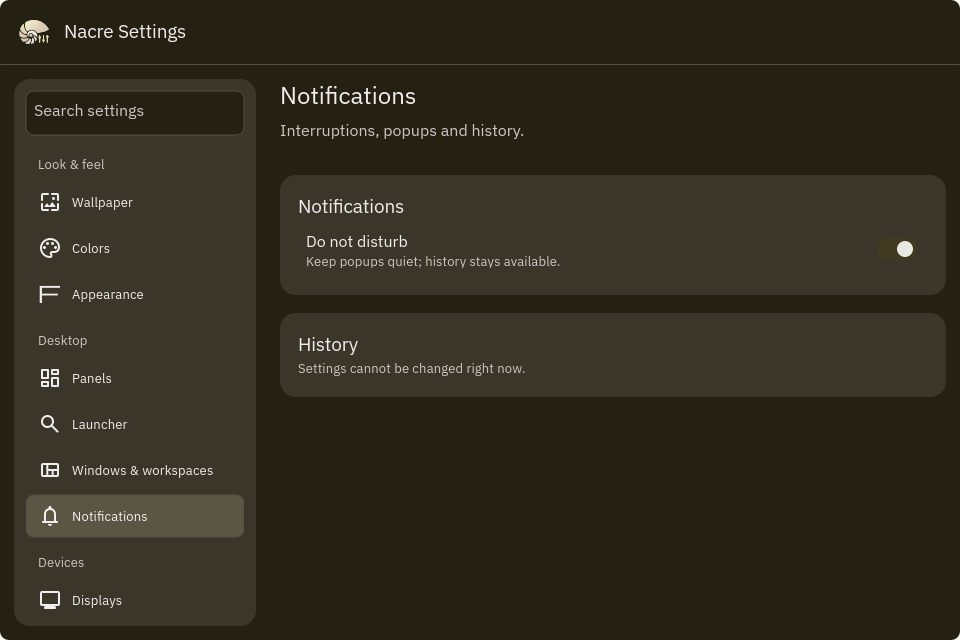 Nacre Settings
Search settings
Look & feel
Wallpaper
Colors
Appearance
Desktop
Panels
Launcher
Windows & workspaces
Notifications
Devices
Displays
Notifications
Interruptions, popups and history.
Notifications
Do not disturb
Keep popups quiet; history stays available.
History
Settings cannot be changed right now.